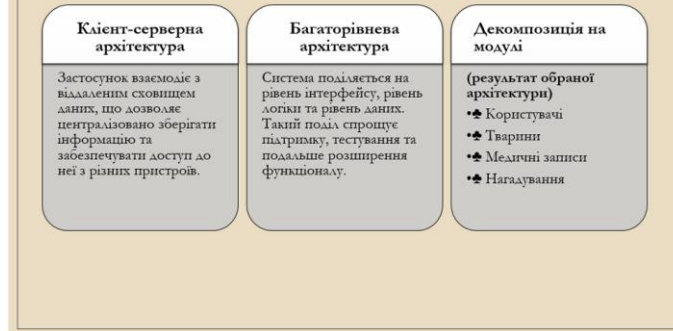 Клієнт-серверна
архітектура
Застосунок взаємодіє з
віддаленим сховищем
даних, що дозволяє
централізовано зберігати
інформацію та
забезпечувати доступ до
неї з різних пристроїв.
Багаторівнева
архітектура
Система поділяється на
рівень інтерфейсу, рівень
логіки та рівень даних.
Такий поділ спрощує
підтримку, тестування та
подальше розширення
функціоналу.
Декомпозиція на
модулі
(результат обраної
архітектури)
•♣ Користувачі
•♣ Тварини
•♣ Медичні записи
•♣ Нагадування